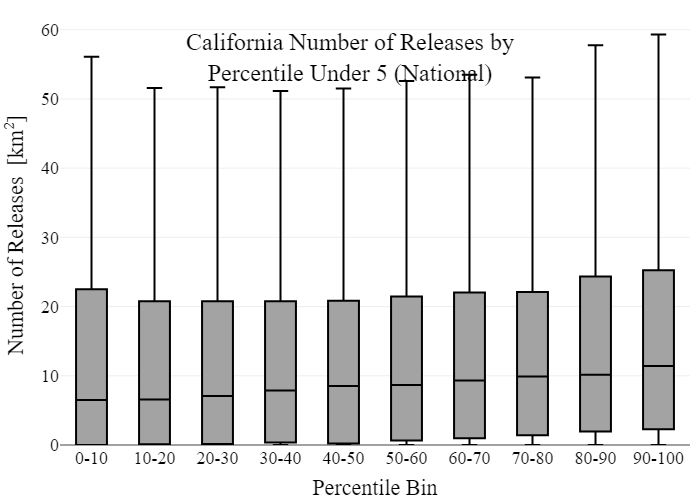 California Number of Releases by
Percentile Under 5 (National)
Number of Releases [km²]
60
50
40
30
20
10
0
0-10 10-20 20-30 30-40 40-50 50-60 60-70 70-80 80-90 90-100
Percentile Bin